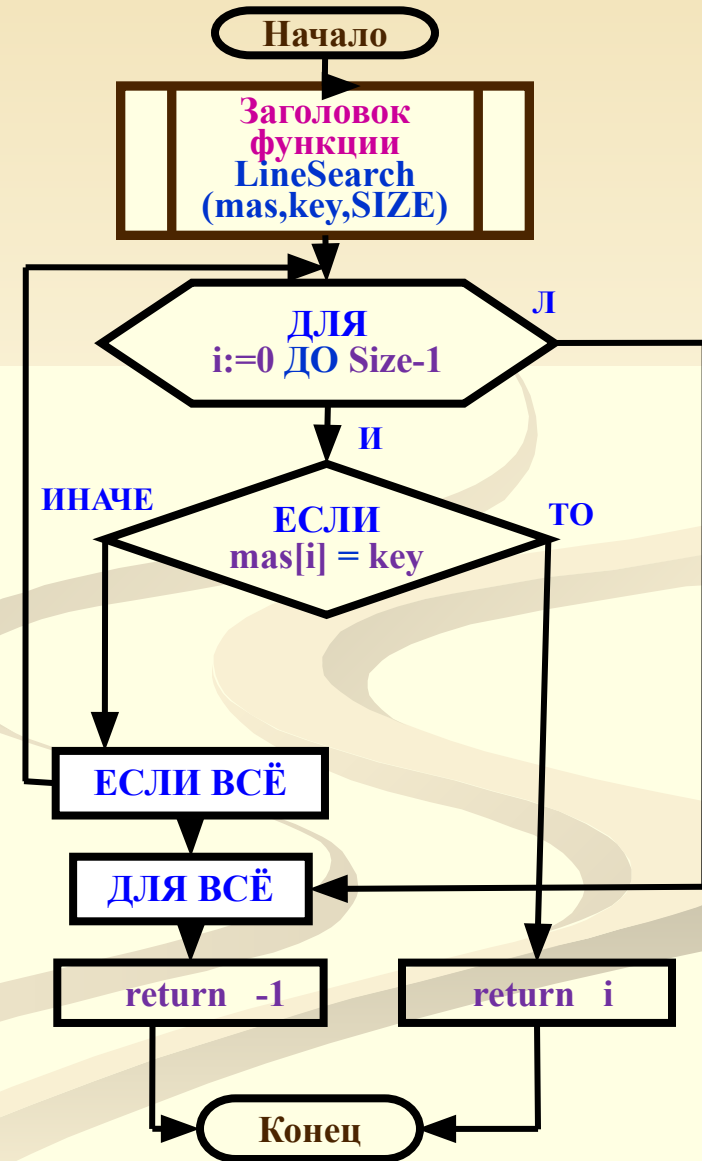 Начало
Заголовок
функции
LineSearch
(mas,key,SIZE)
Л
ДЛЯ
i:=0 ДО Size-1
И
ИНАЧЕ
ТО
ЕСЛИ
mas[i] = key
ЕСЛИ ВСЁ
ДЛЯ ВСЁ
return -1
return i
Конец